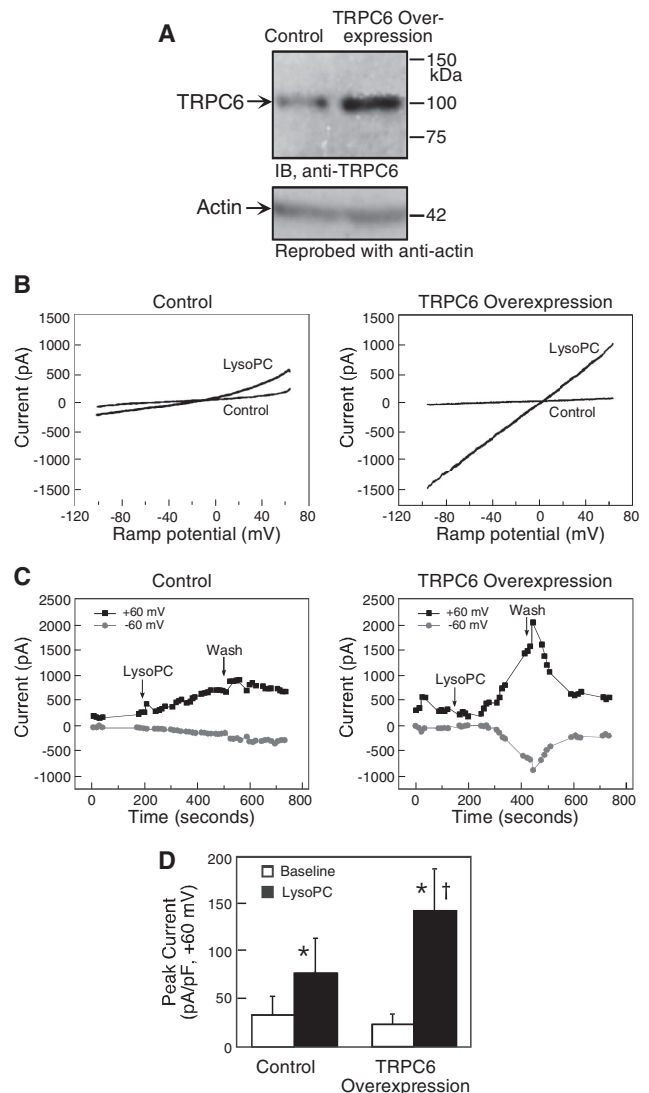 A
Control
TRPC6 Over-
expression
150
kDa
TRPC6
100
75
IB, anti-TRPC6
Actin
42
Reprobed with anti-actin
B
Control
1500
1000
500
0
-500
-1000
-1500
Current (pA)
LysoPC
Control
-120 -80 -40 0 40 80
Ramp potential (mV)
TRPC6 Overexpression
1500
1000
500
0
-500
-1000
-1500
Current (pA)
LysoPC
Control
-120 -80 -40 0 40 80
Ramp potential (mV)
C
Control
2500
2000
1500
1000
500
0
-500
-1000
Current (pA)
+60 mV
-60 mV
LysoPC
Wash
0 200 400 600 800
Time (seconds)
TRPC6 Overexpression
2500
2000
1500
1000
500
0
-500
-1000
Current (pA)
+60 mV
-60 mV
Wash
LysoPC
0 200 400 600 800
Time (seconds)
D
200
150
100
50
0
Peak Current
(pA/pF, +60 mV)
Baseline
LysoPC
*
* †
Control
TRPC6
Overexpression